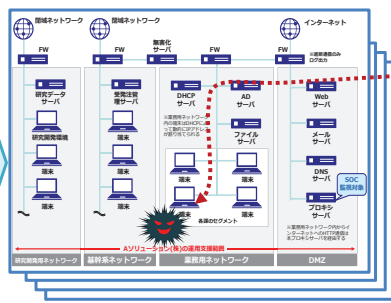 閉域ネットワーク
閉域ネットワーク
インターネット
FW
FW
無害化
サーバ
FW
FW
※遮断通信のみ
ログ出力
研究データ
サーバ
受発注管
理サーバ
DHCP
サーバ
AD
サーバ
Web
サーバ
研究開発環境
端末
※業務用ネットワーク
内の端末はDHCPによ
って動的にIPアドレス
が割り当てられる
ファイル
サーバ
メール
サーバ
端末
端末
端末
端末
DNS
サーバ
SOC
監視対象
端末
端末
端末
端末
プロキシ
サーバ
各課のセグメント
※業務用ネットワーク内からイ
ンターネットへのHTTP通信は
本プロキシサーバを経由する
Aソリューション(株)の運用支援範囲
研究開発用ネットワーク
基幹系ネットワーク
業務用ネットワーク
DMZ